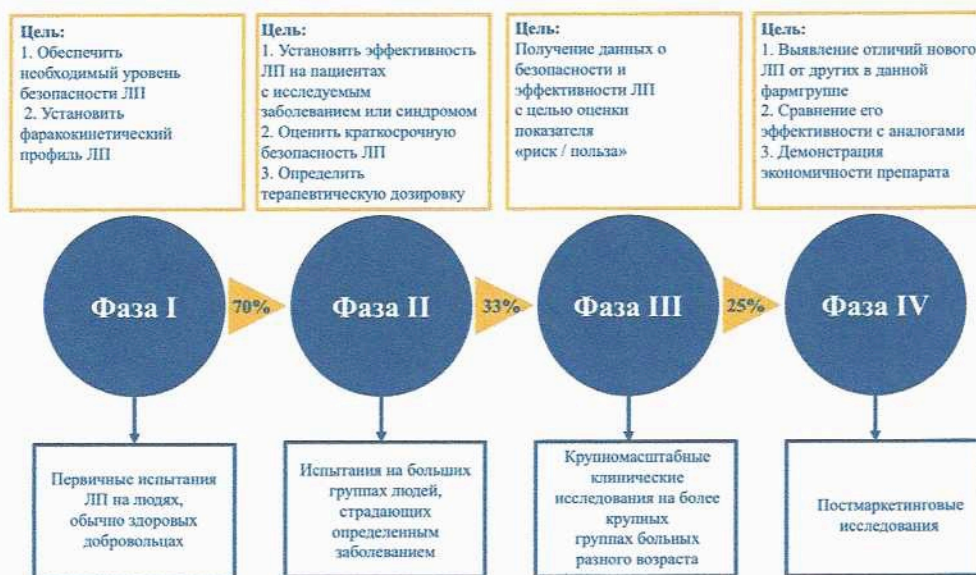 Цель:
1. Обеспечить
необходимый уровень
безопасности ЛП
2. Установить
фаракокинетический
профиль ЛП
Цель:
1. Установить эффективность
ЛП на пациентах
с исследуемым
заболеванием или синдромом
2. Оценить краткосрочную
безопасность ЛП
3. Определить
терапевтическую дозировку
Цель:
Получение данных о
безопасности и
эффективности ЛП
с целью оценки
показателя
«риск / польза»
Цель:
1. Выявление отличий нового
ЛП от других в данной
фармгруппе
2. Сравнение его
эффективности с аналогами
3. Демонстрация
экономичности препарата
Фаза I
70%
Фаза II
33%
Фаза III
25%
Фаза IV
Первичные испытания
ЛП на людях,
обычно здоровых
добровольцах
Испытания на больших
группах людей,
страдающих
определенным
заболеванием
Крупномасштабные
клинические
исследования на более
крупных
группах больных
разного возраста
Постмаркетинговые
исследования